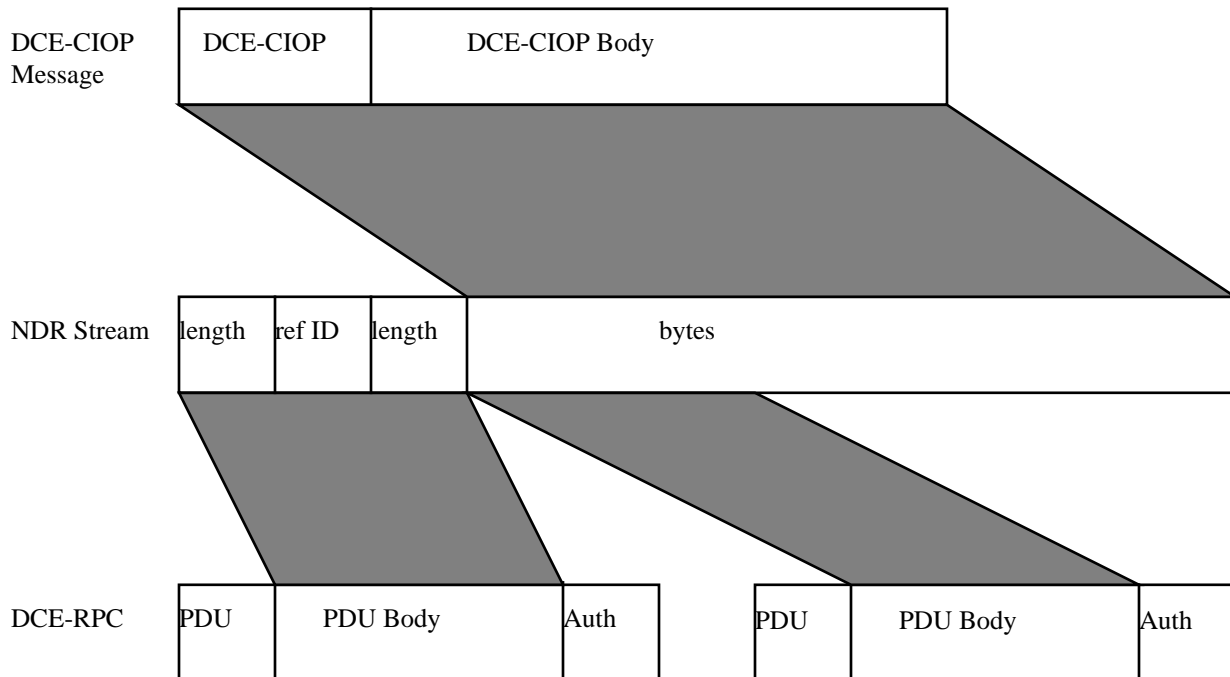 DCE-CIOP Message
DCE-CIOP
DCE-CIOP Body
NDR Stream
length
ref ID
length
bytes
DCE-RPC
PDU
PDU Body
Auth
PDU
PDU Body
Auth